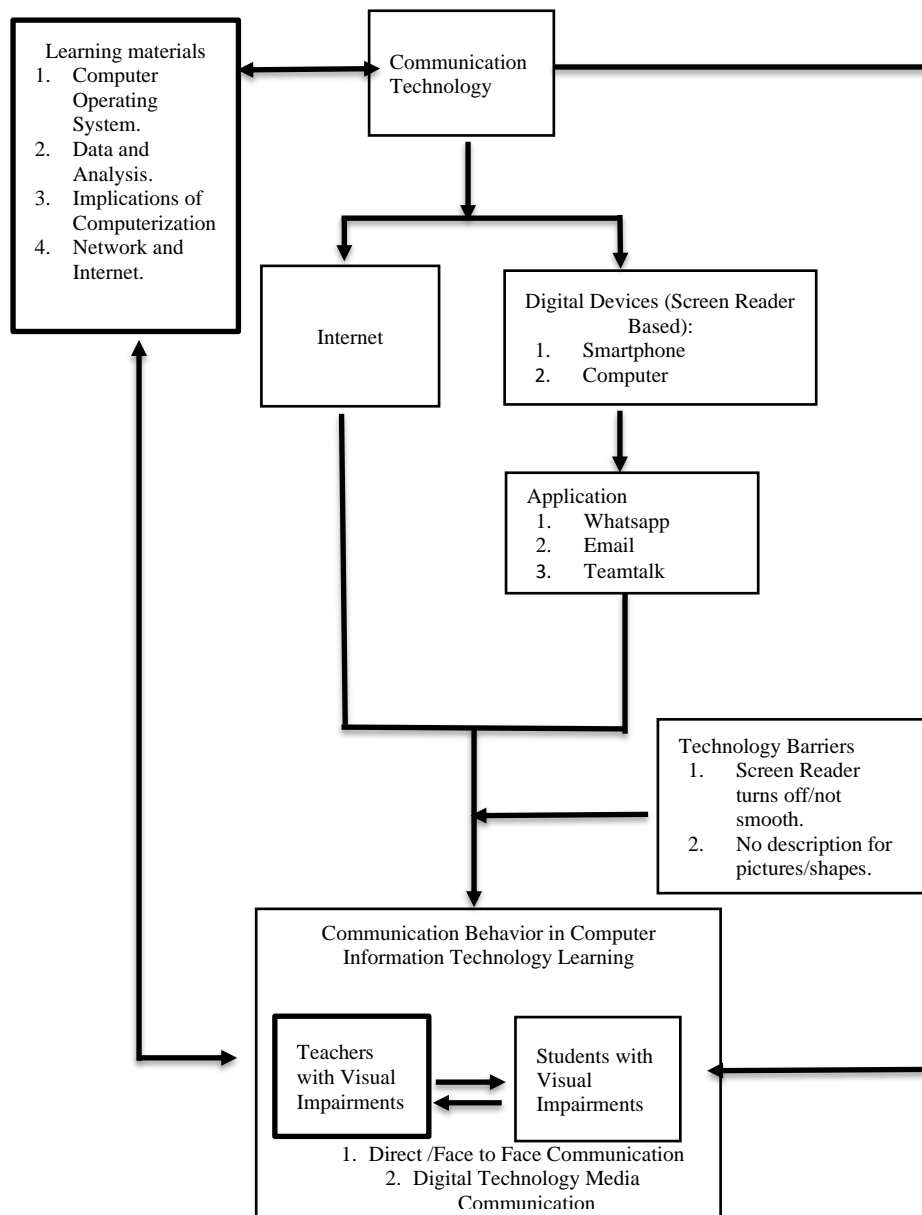 Learning materials
1. Computer
Operating
System.
2. Data and
Analysis.
3. Implications of
Computerization
4. Network and
Internet.
Communication
Technology
Internet
Digital Devices (Screen Reader
Based):
1. Smartphone
2. Computer
Application
1. Whatsapp
2. Email
3. Teamtalk
Technology Barriers
1. Screen Reader
turns off/not
smooth.
2. No description for
pictures/shapes.
Communication Behavior in Computer
Information Technology Learning
Teachers
with Visual
Impairments
Students with
Visual
Impairments
1. Direct /Face to Face Communication
2. Digital Technology Media
Communication